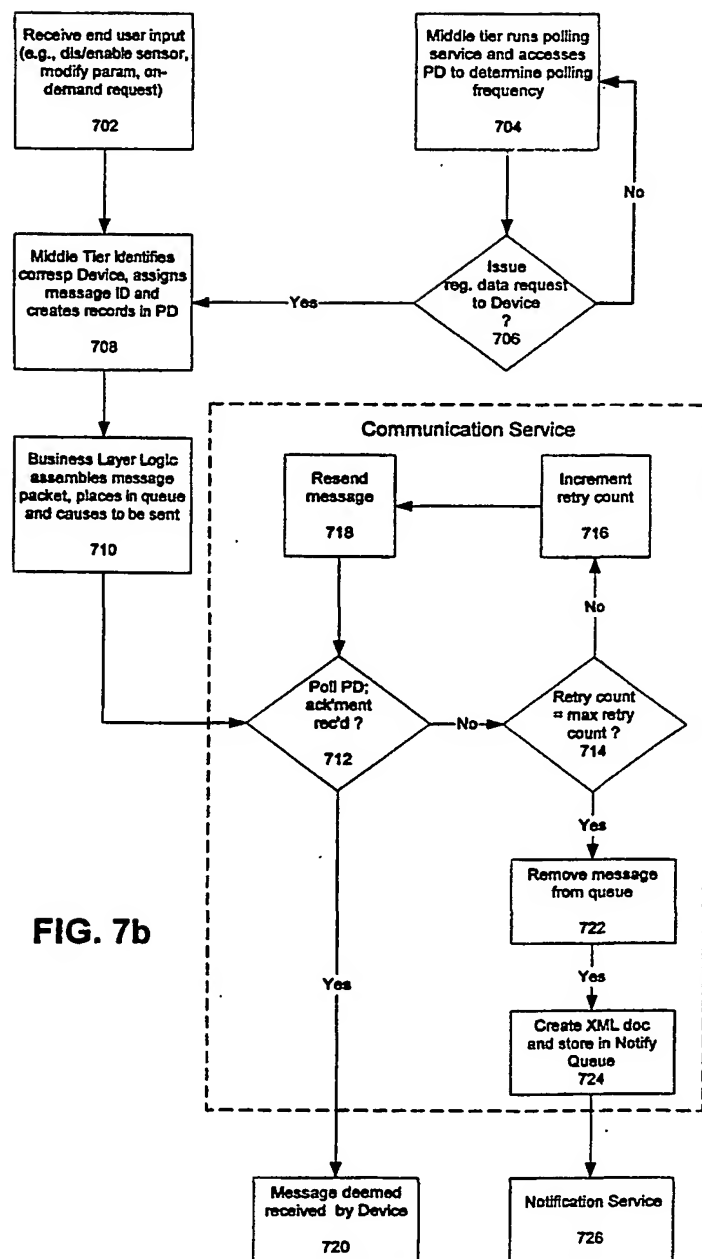 Receive end user input
(e.g., dis/enable sensor,
modify param, on-
demand request)
702
Middle tier runs polling
service and accesses
PD to determine polling
frequency
704
No
Middle Tier Identifies
corresp Device, assigns
message ID and
creates records in PD
708
Yes
Issue
reg. data request
to Device
?
706
Business Layer Logic
assembles message
packet, places in queue
and causes to be sent
710
Communication Service
Resend
message
718
Increment
retry count
716
No
Poll PD;
ack'ment
rec'd ?
712
No
Retry count
= max retry
count ?
714
Yes
Remove message
from queue
722
FIG. 7b
Yes
Yes
Create XML doc
and store in Notify
Queue
724
Message deemed
received by Device
720
Notification Service
726